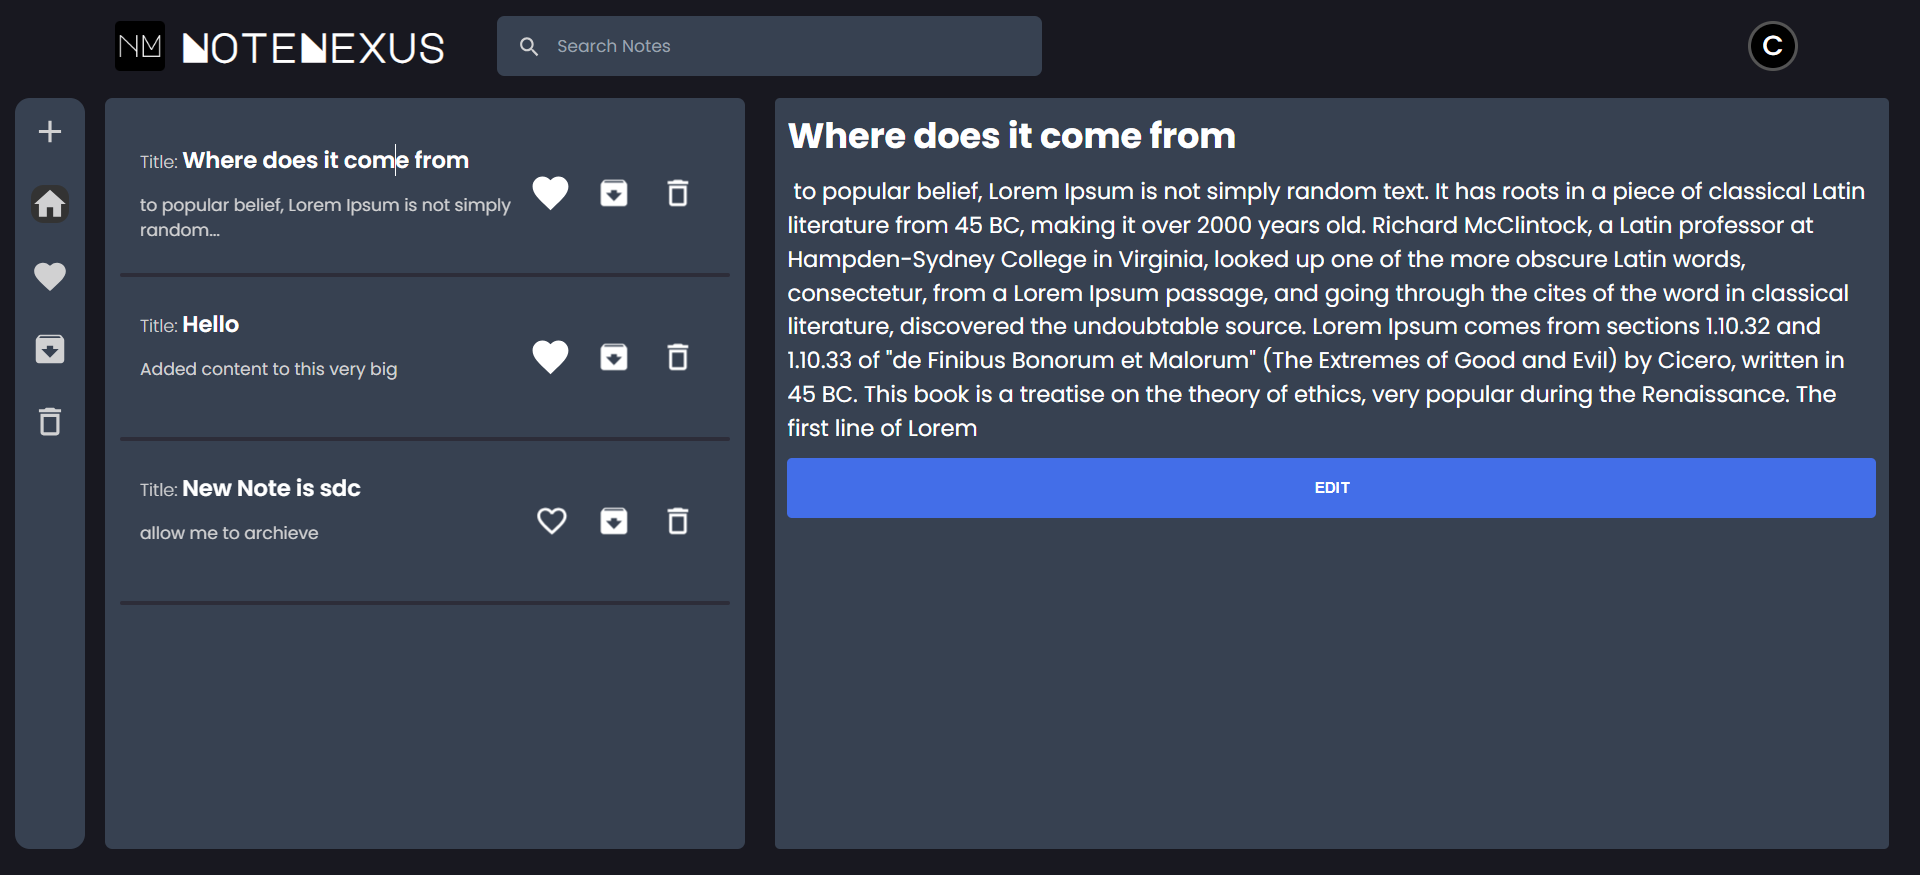 NM NOTENEXUS
Search Notes
C
Title: Where does it come from
to popular belief, Lorem Ipsum is not simply
random...
Title: Hello
Added content to this very big
Title: New Note is sdc
allow me to archieve
Where does it come from
to popular belief, Lorem Ipsum is not simply random text. It has roots in a piece of classical Latin
literature from 45 BC, making it over 2000 years old. Richard McClintock, a Latin professor at
Hampden-Sydney College in Virginia, looked up one of the more obscure Latin words,
consectetur, from a Lorem Ipsum passage, and going through the cites of the word in classical
literature, discovered the undoubtable source. Lorem Ipsum comes from sections 1.10.32 and
1.10.33 of "de Finibus Bonorum et Malorum" (The Extremes of Good and Evil) by Cicero, written in
45 BC. This book is a treatise on the theory of ethics, very popular during the Renaissance. The
first line of Lorem
EDIT